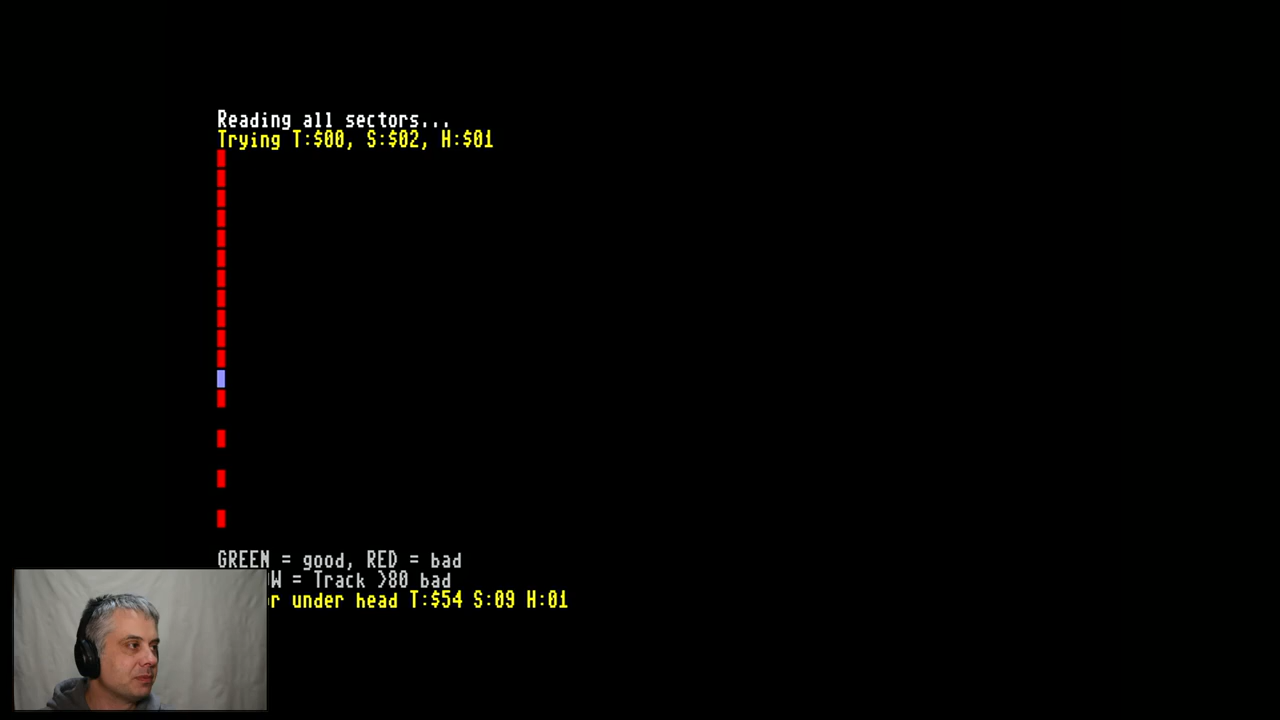 Reading all sectors...
Trying T:$00, S:$02, H:$01
GREEN = good, RED = bad
= Track >80 bad
under head T:$54 S:09 H:01